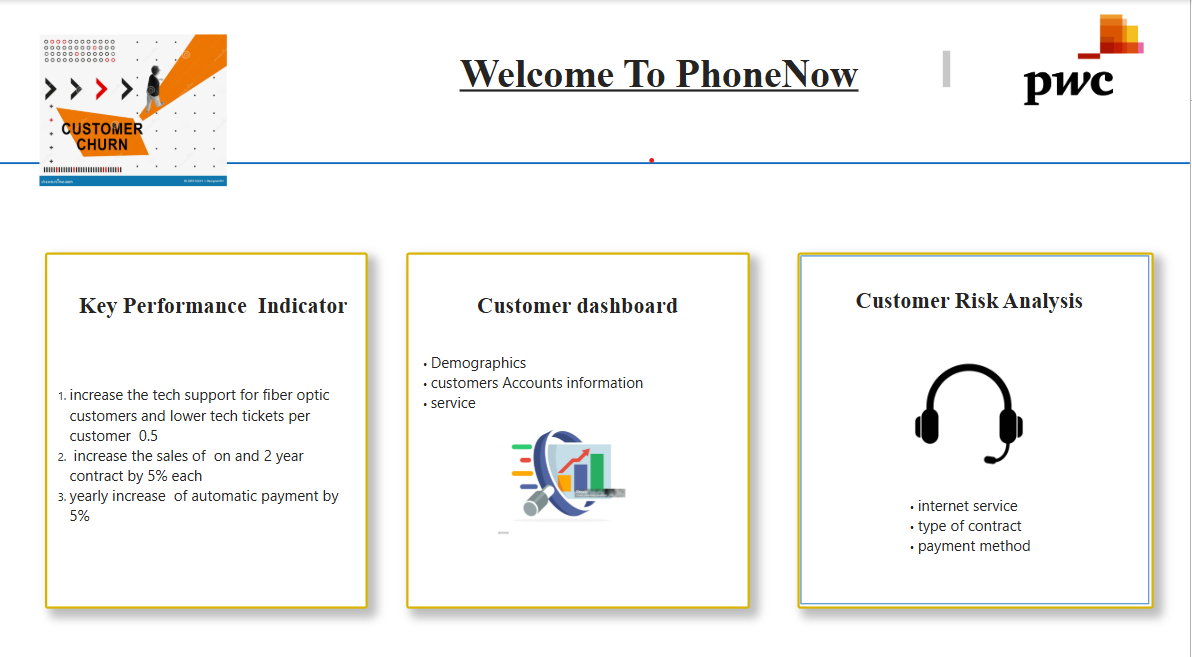 CUSTOMER
CHURN
Welcome To PhoneNow
pwc
Key Performance Indicator
1. increase the tech support for fiber optic
customers and lower tech tickets per
customer 0.5
2. increase the sales of on and 2 year
contract by 5% each
3. yearly increase of automatic payment by
5%
Customer dashboard
• Demographics
• customers Accounts information
• service
Customer Risk Analysis
• internet service
• type of contract
• payment method